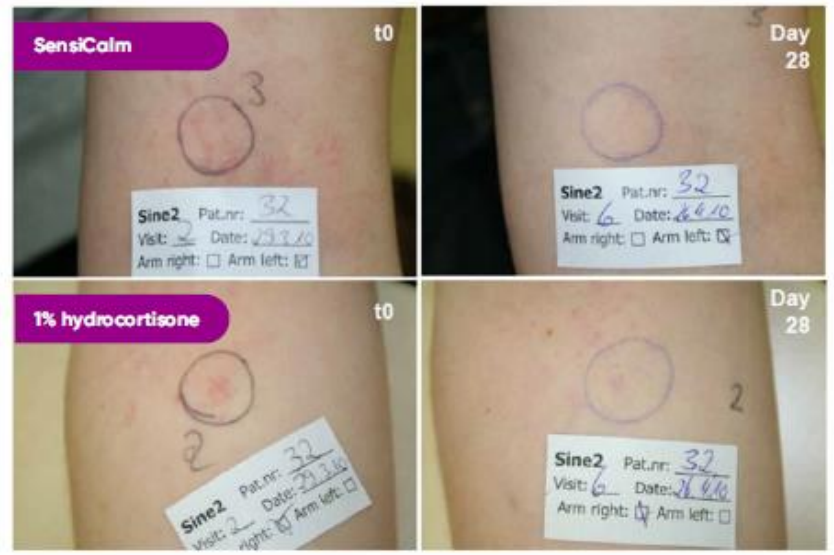 SensiCalm
t0
3
Sine2 Pat.nr: 32
Visit: 2 Date: 29.3.10
Arm right: ☐ Arm left: ☑
Day
28
3
Sine2 Pat.nr: 32
Visit: 6 Date: 26.4.10
Arm right: ☐ Arm left: ☑
1% hydrocortisone
t0
2
Sine2 Pat.nr: 32
Visit: 2 Date: 29.3.10
right: ☑ Arm left: ☐
Day
28
2
Sine2 Pat.nr: 32
Visit: 6 Date: 26.4.10
Arm right: ☑ Arm left: ☐